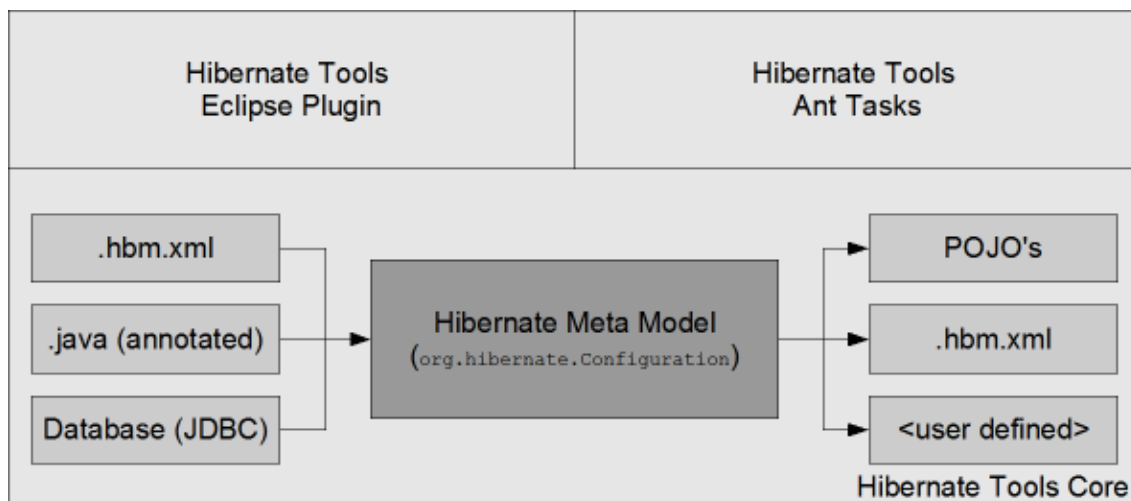 Hibernate Tools
Eclipse Plugin
Hibernate Tools
Ant Tasks
.hbm.xml
.java (annotated)
Database (JDBC)
Hibernate Meta Model
(org.hibernate.Configuration)
POJO's
.hbm.xml
<user defined>
Hibernate Tools Core